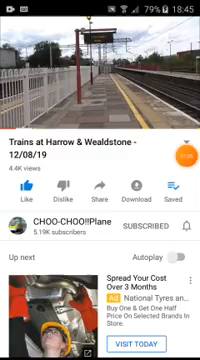 79% 18:45
Trains at Harrow & Wealdstone -
12/08/19
4.4K views
Like Dislike Share Download Saved
CHOO-CHOO!!Plane SUBSCRIBED
5.19K subscribers
Up next Autoplay
Spread Your Cost
Over 3 Months
Ad National Tyres an...
Buy One & Get One Half
Price On Selected Brands In
Store.
VISIT TODAY